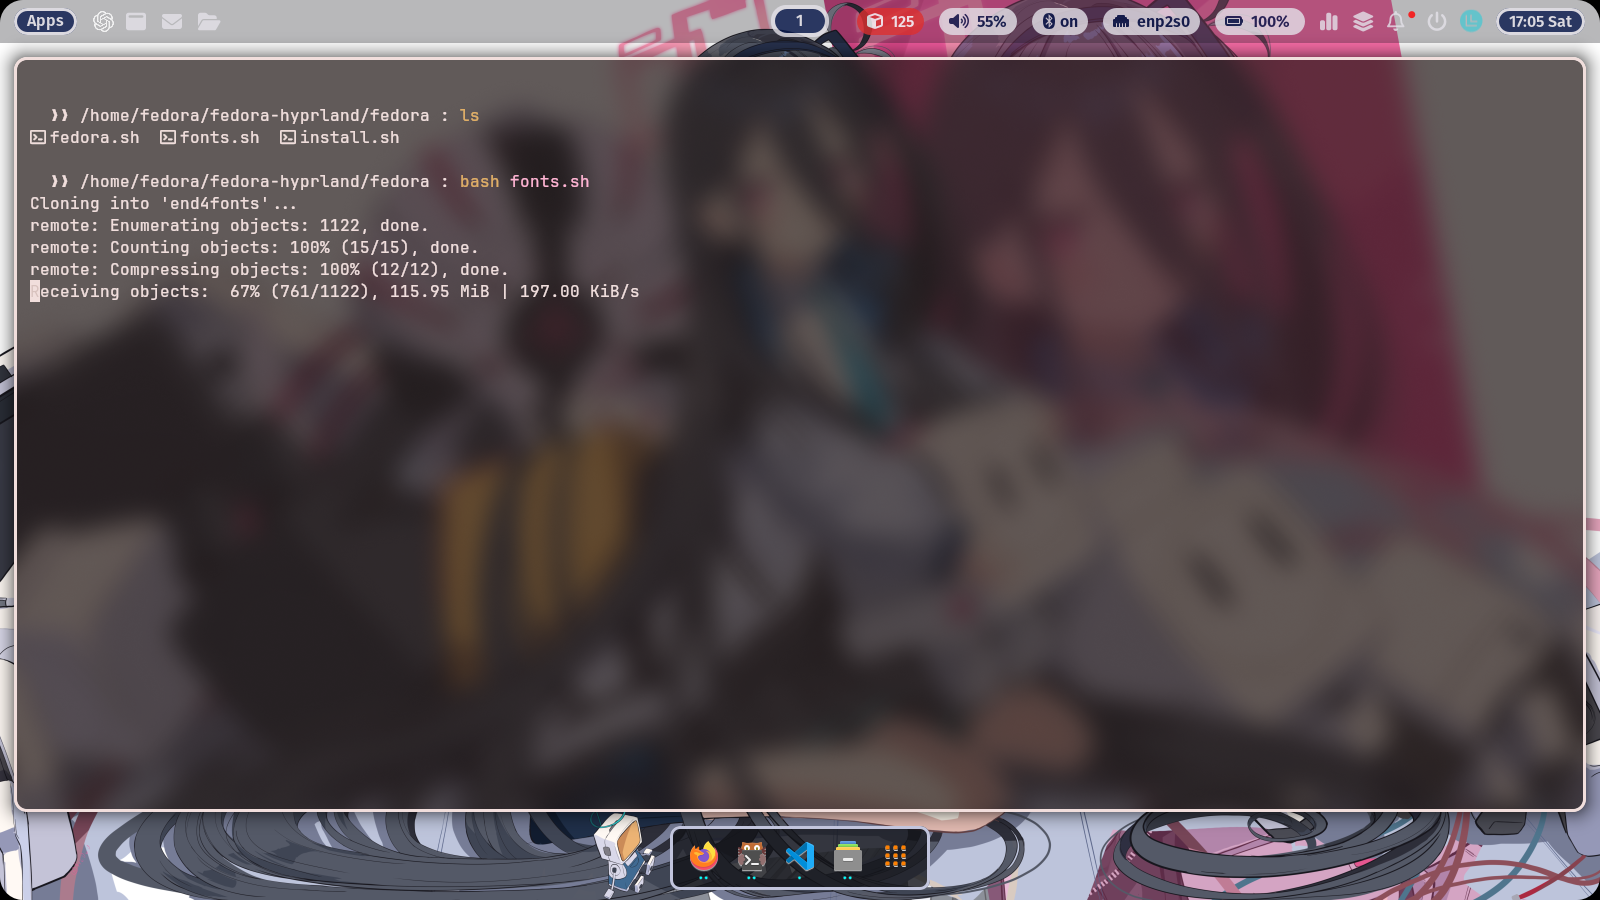 Apps 1 125 55% on enp2s0 100% 17:05 Sat
❫❫ /home/fedora/fedora-hyprland/fedora : ls
fedora.sh fonts.sh install.sh
❫❫ /home/fedora/fedora-hyprland/fedora : bash fonts.sh
Cloning into 'end4fonts'...
remote: Enumerating objects: 1122, done.
remote: Counting objects: 100% (15/15), done.
remote: Compressing objects: 100% (12/12), done.
Receiving objects:  67% (761/1122), 115.95 MiB | 197.00 KiB/s